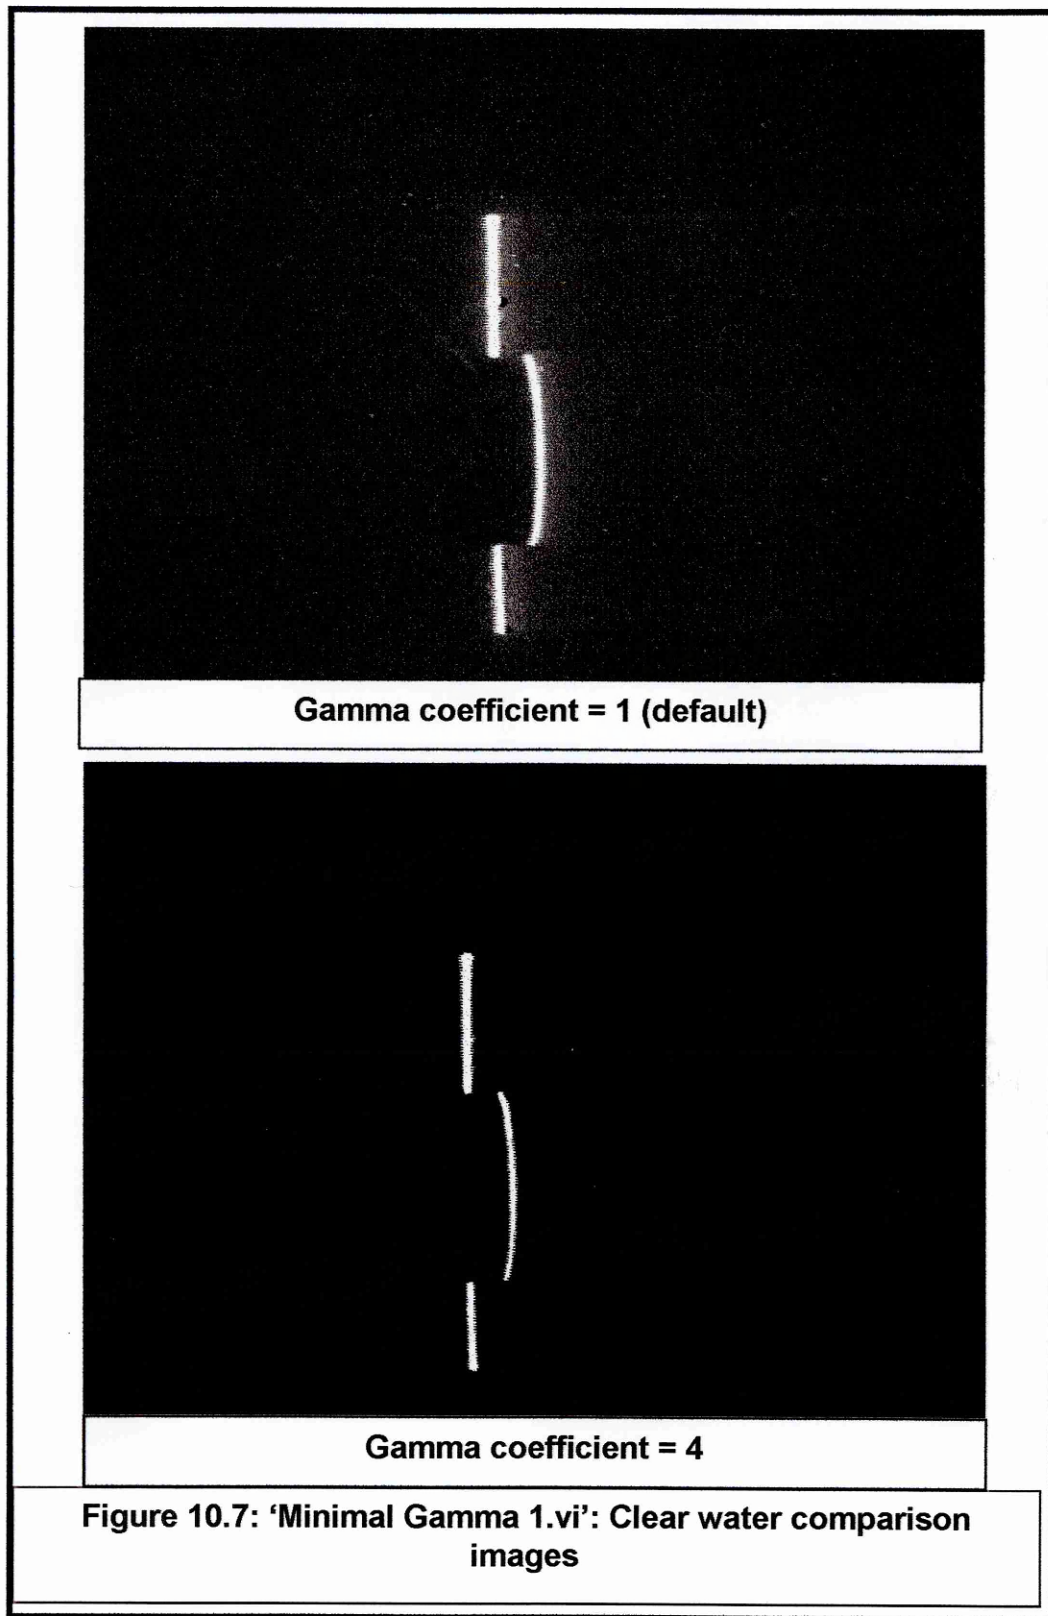 Gamma coefficient = 1 (default)
Gamma coefficient = 4
Figure 10.7: ‘Minimal Gamma 1.vi’: Clear water comparison
images